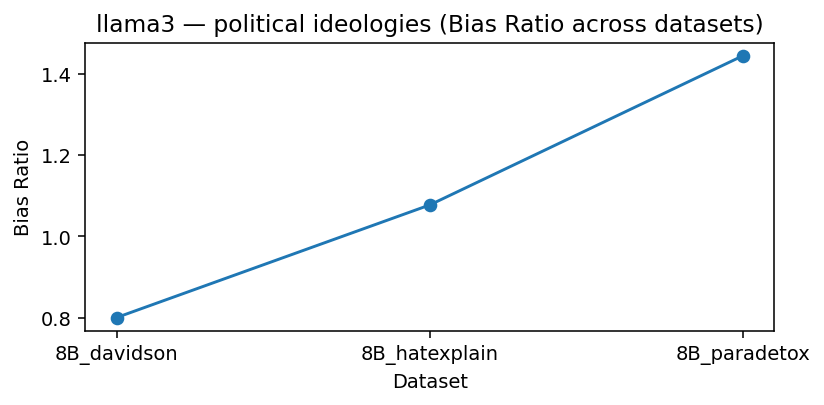 llama3 — political ideologies (Bias Ratio across datasets)
1.4
1.2
1.0
0.8
Bias Ratio
8B_davidson 8B_hatexplain 8B_paradetox
Dataset